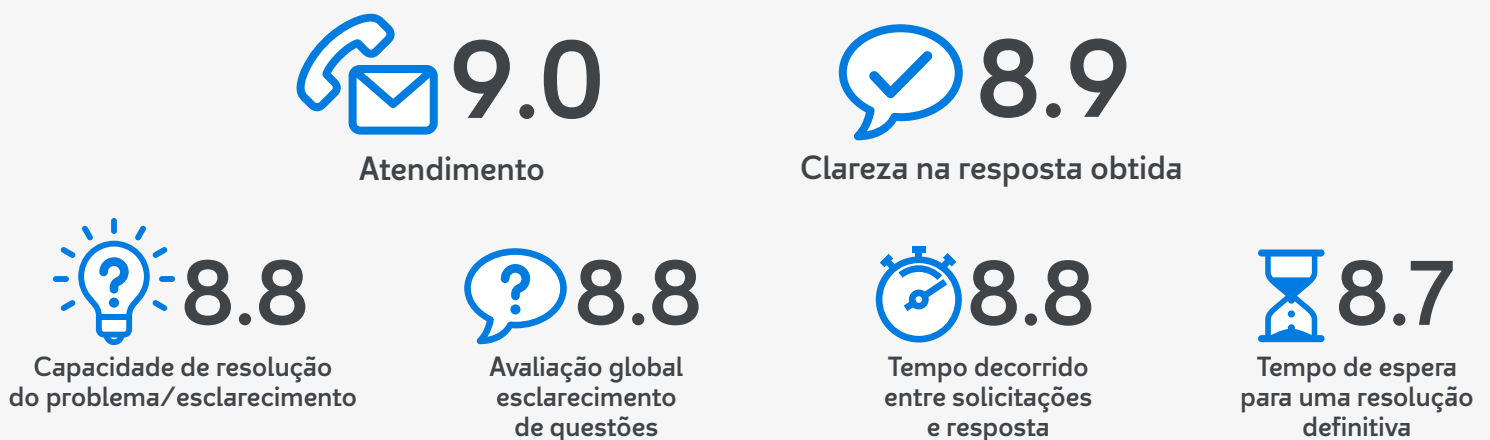 9.0
Atendimento
8.9
Clareza na resposta obtida
8.8
Capacidade de resolução
do problema/esclarecimento
8.8
Avaliação global
esclarecimento
de questões
8.8
Tempo decorrido
entre solicitações
e resposta
8.7
Tempo de espera
para uma resolução
definitiva